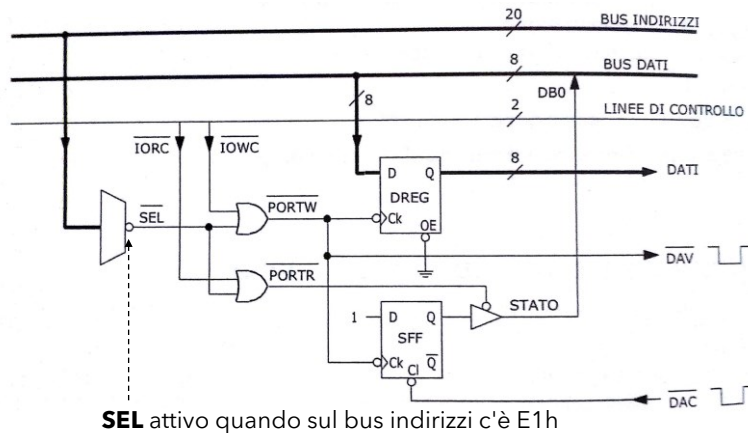 20
BUS INDIRIZZI
8
BUS DATI
8
DB0
2
LINEE DI CONTROLLO
IORC
IOWC
D Q
8
DATI
SEL
PORTW
DREG
Ck
OE
DAV
PORTR
STATO
1
D Q
SFF
Ck
Q
Cl
DAC
SEL attivo quando sul bus indirizzi c'è E1h